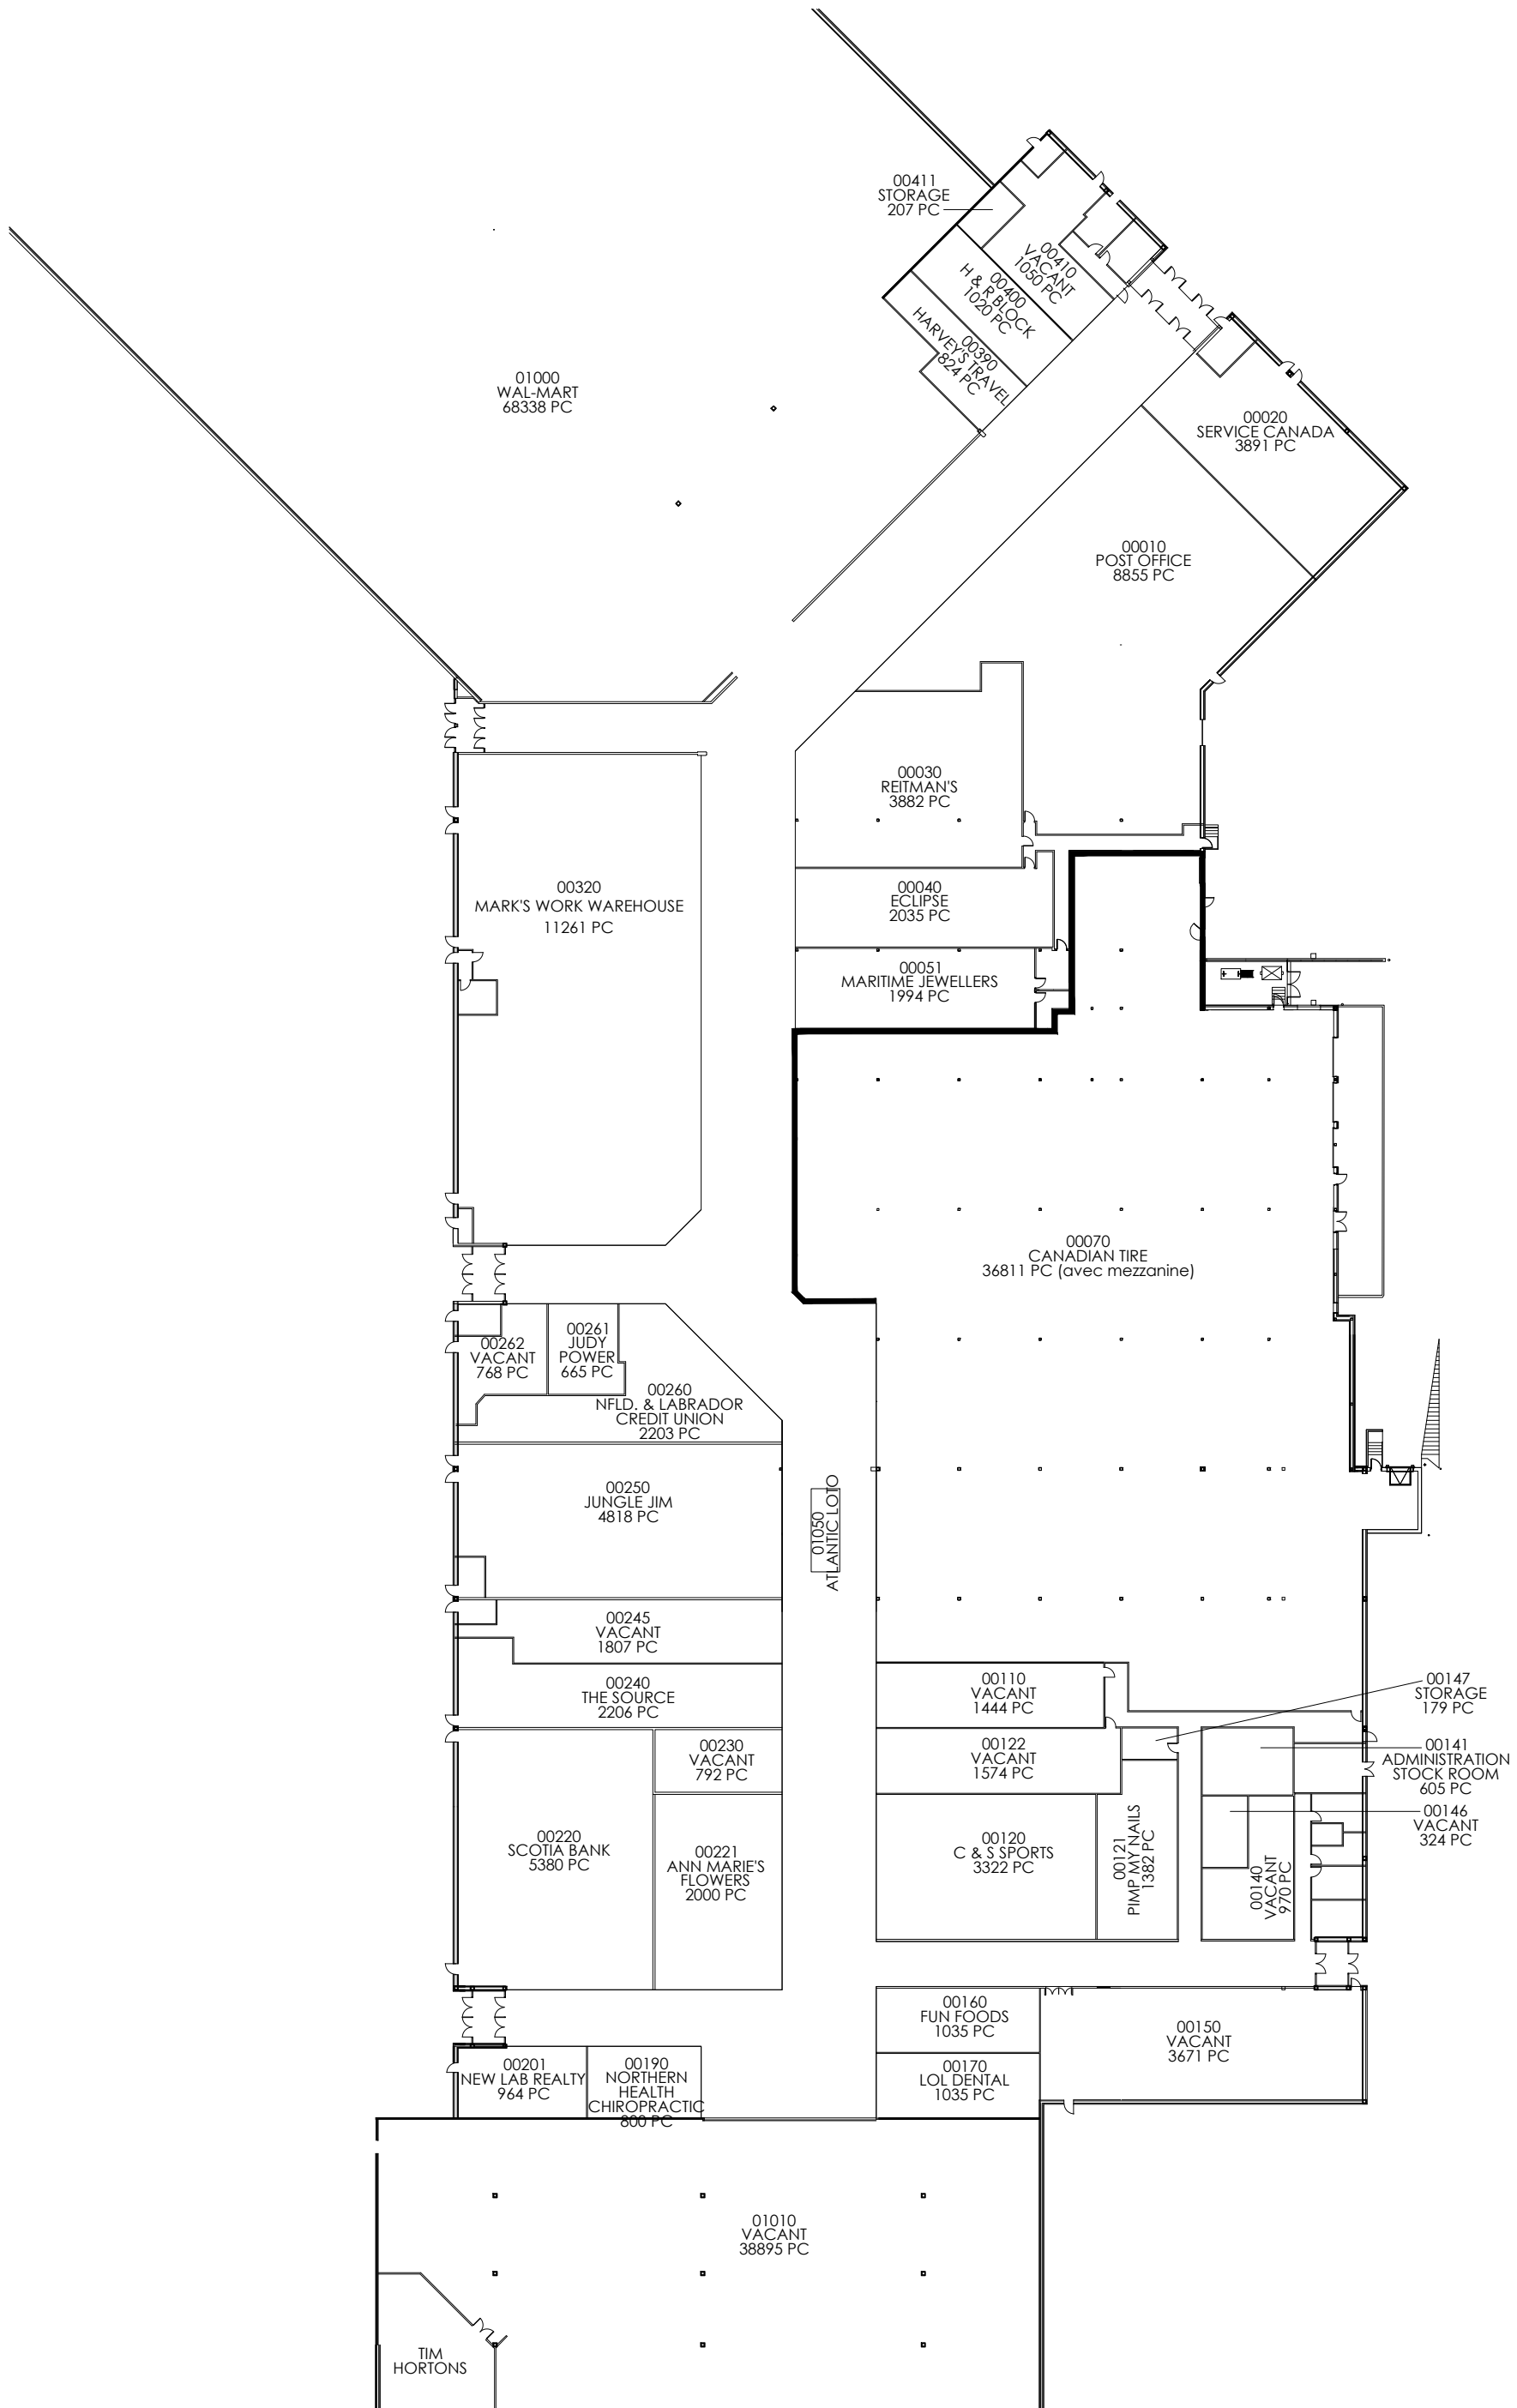 00411
STORAGE
207 PC
00410
VACANT
1050 PC
00400
H & R BLOCK
1020 PC
00390
HARVEY'S TRAVEL
824 PC
01000
WAL-MART
68338 PC
00020
SERVICE CANADA
3891 PC
00010
POST OFFICE
8855 PC
00030
REITMAN'S
3882 PC
00320
MARK'S WORK WAREHOUSE
11261 PC
00040
ECLIPSE
2035 PC
00051
MARITIME JEWELLERS
1994 PC
00070
CANADIAN TIRE
36811 PC (avec mezzanine)
00262
VACANT
768 PC
00261
JUDY
POWER
665 PC
00260
NFLD. & LABRADOR
CREDIT UNION
2203 PC
00250
JUNGLE JIM
4818 PC
01050
ATLANTIC LOTO
00245
VACANT
1807 PC
00240
THE SOURCE
2206 PC
00110
VACANT
1444 PC
00147
STORAGE
179 PC
00230
VACANT
792 PC
00122
VACANT
1574 PC
00141
ADMINISTRATION
STOCK ROOM
605 PC
00146
VACANT
324 PC
00220
SCOTIA BANK
5380 PC
00221
ANN MARIE'S
FLOWERS
2000 PC
00120
C & S SPORTS
3322 PC
00121
PIMP MY NAILS
1382 PC
00140
VACANT
970 PC
00160
FUN FOODS
1035 PC
00150
VACANT
3671 PC
00201
NEW LAB REALTY
964 PC
00190
NORTHERN
HEALTH
CHIROPRACTIC
800 PC
00170
LOL DENTAL
1035 PC
01010
VACANT
38895 PC
TIM
HORTONS